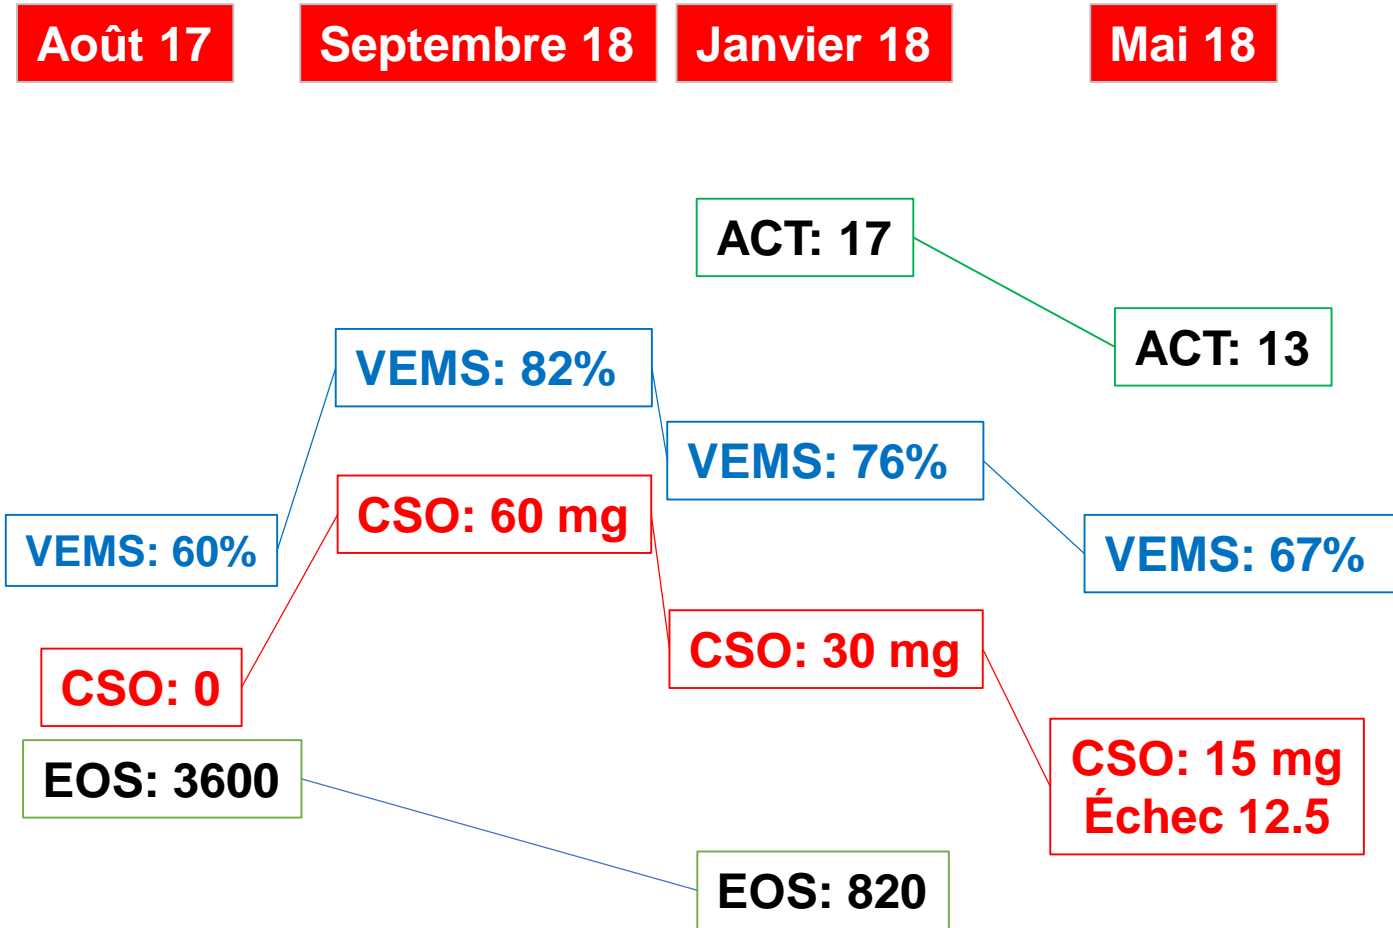 Août 17
Septembre 18
Janvier 18
Mai 18
ACT: 17
ACT: 13
VEMS: 82%
VEMS: 76%
VEMS: 60%
VEMS: 67%
CSO: 60 mg
CSO: 30 mg
CSO: 0
CSO: 15 mg
Échec 12.5
EOS: 3600
EOS: 820